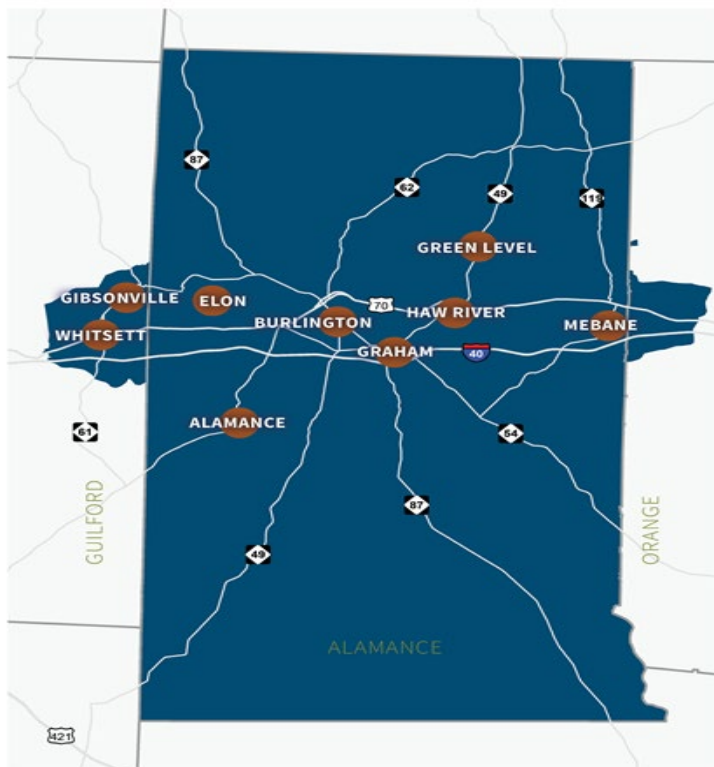 87
62
49
119
GREEN LEVEL
GIBSONVILLE
ELON
70
HAW RIVER
WHITSETT
BURLINGTON
MEBANE
GRAHAM
40
ALAMANCE
61
54
GUILFORD
87
ORANGE
49
ALAMANCE
421